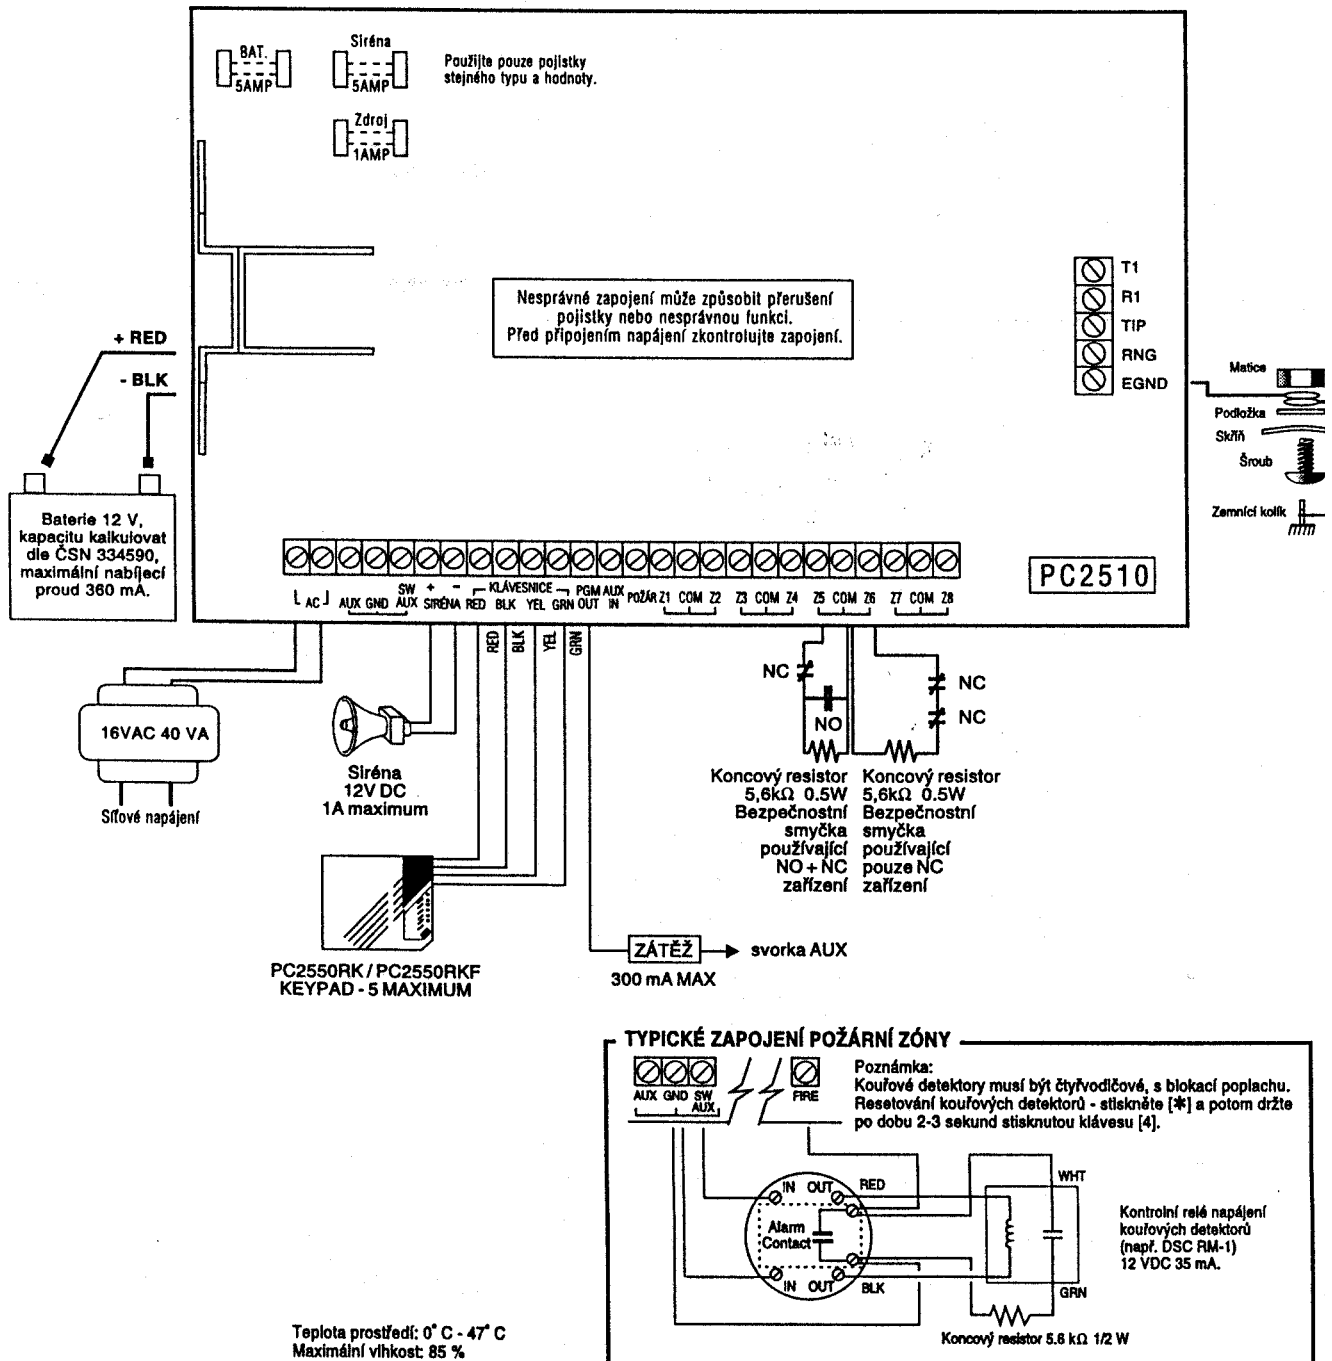 BAT.
5AMP
Siréna
5AMP
Zdroj
1AMP
Použijte pouze pojistky
stejného typu a hodnoty.
Nesprávné zapojení může způsobit přerušení
pojistky nebo nesprávnou funkci.
Před připojením napájení zkontrolujte zapojení.
T1
R1
TIP
RNG
EGND
Matice
Podložka
Skříň
Šroub
Zemnící kolík
+ RED
- BLK
Baterie 12 V,
kapacitu kalkulovat
dle ČSN 334590,
maximální nabíjecí
proud 360 mA.
PC2510
AC
AUX GND SW AUX
+ -
SIRÉNA
KLÁVESNICE
RED BLK YEL GRN
PGM OUT
AUX IN
POŽÁR
Z1 COM Z2
Z3 COM Z4
Z5 COM Z6
Z7 COM Z8
RED
BLK
YEL
GRN
16VAC 40 VA
Síťové napájení
Siréna
12V DC
1A maximum
NC
NO
NC
NC
Koncový resistor
5,6kΩ 0.5W
Bezpečnostní
smyčka
používající
NO + NC
zařízení
Koncový resistor
5,6kΩ 0.5W
Bezpečnostní
smyčka
používající
pouze NC
zařízení
PC2550RK / PC2550RKF
KEYPAD - 5 MAXIMUM
ZÁTĚŽ
svorka AUX
300 mA MAX
TYPICKÉ ZAPOJENÍ POŽÁRNÍ ZÓNY
AUX GND SW AUX
FIRE
Poznámka:
Kouřové detektory musí být čtyřvodičové, s blokací poplachu.
Resetování kouřových detektorů - stiskněte [✱] a potom držte
po dobu 2-3 sekund stisknutou klávesu [4].
IN OUT RED
WHT
Alarm
Contact
IN OUT BLK
GRN
Kontrolní relé napájení
kouřových detektorů
(např. DSC RM-1)
12 VDC 35 mA.
Koncový resistor 5.6 kΩ 1/2 W
Teplota prostředí: 0° C - 47° C
Maximální vlhkost: 85 %